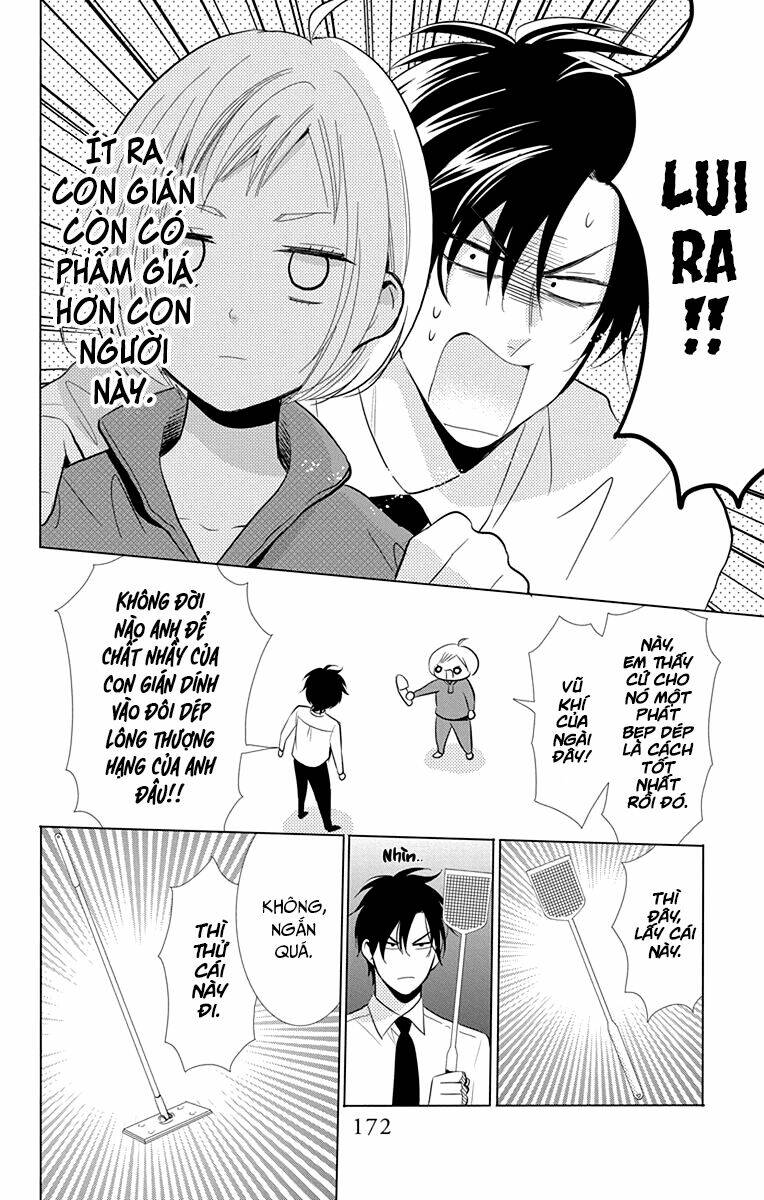 LUI
RA
!!
ÍT RA
CON GIÁN
CÒN CÓ
PHẨM GIÁ
HƠN CON
NGƯỜI
NÀY.
NÀY,
EM THẤY
CỨ CHO
NÓ MỘT
PHÁT
BẸP DÉP
LÀ CÁCH
TỐT
NHẤT
RỒI ĐÓ.
VŨ
KHÍ
CỦA
NGÀI
ĐÂY!
KHÔNG ĐỜI
NÀO ANH ĐỂ
CHẤT NHẦY CỦA
CON GIÁN DÍNH
VÀO ĐÔI DÉP
LÔNG THƯỢNG
HẠNG CỦA ANH
ĐÂU!!
THÌ
ĐÂY,
LẤY CÁI
NÀY.
Nhìn..
KHÔNG,
NGẮN
QUÁ.
THÌ
THỬ
CÁI
NÀY
ĐI.
172